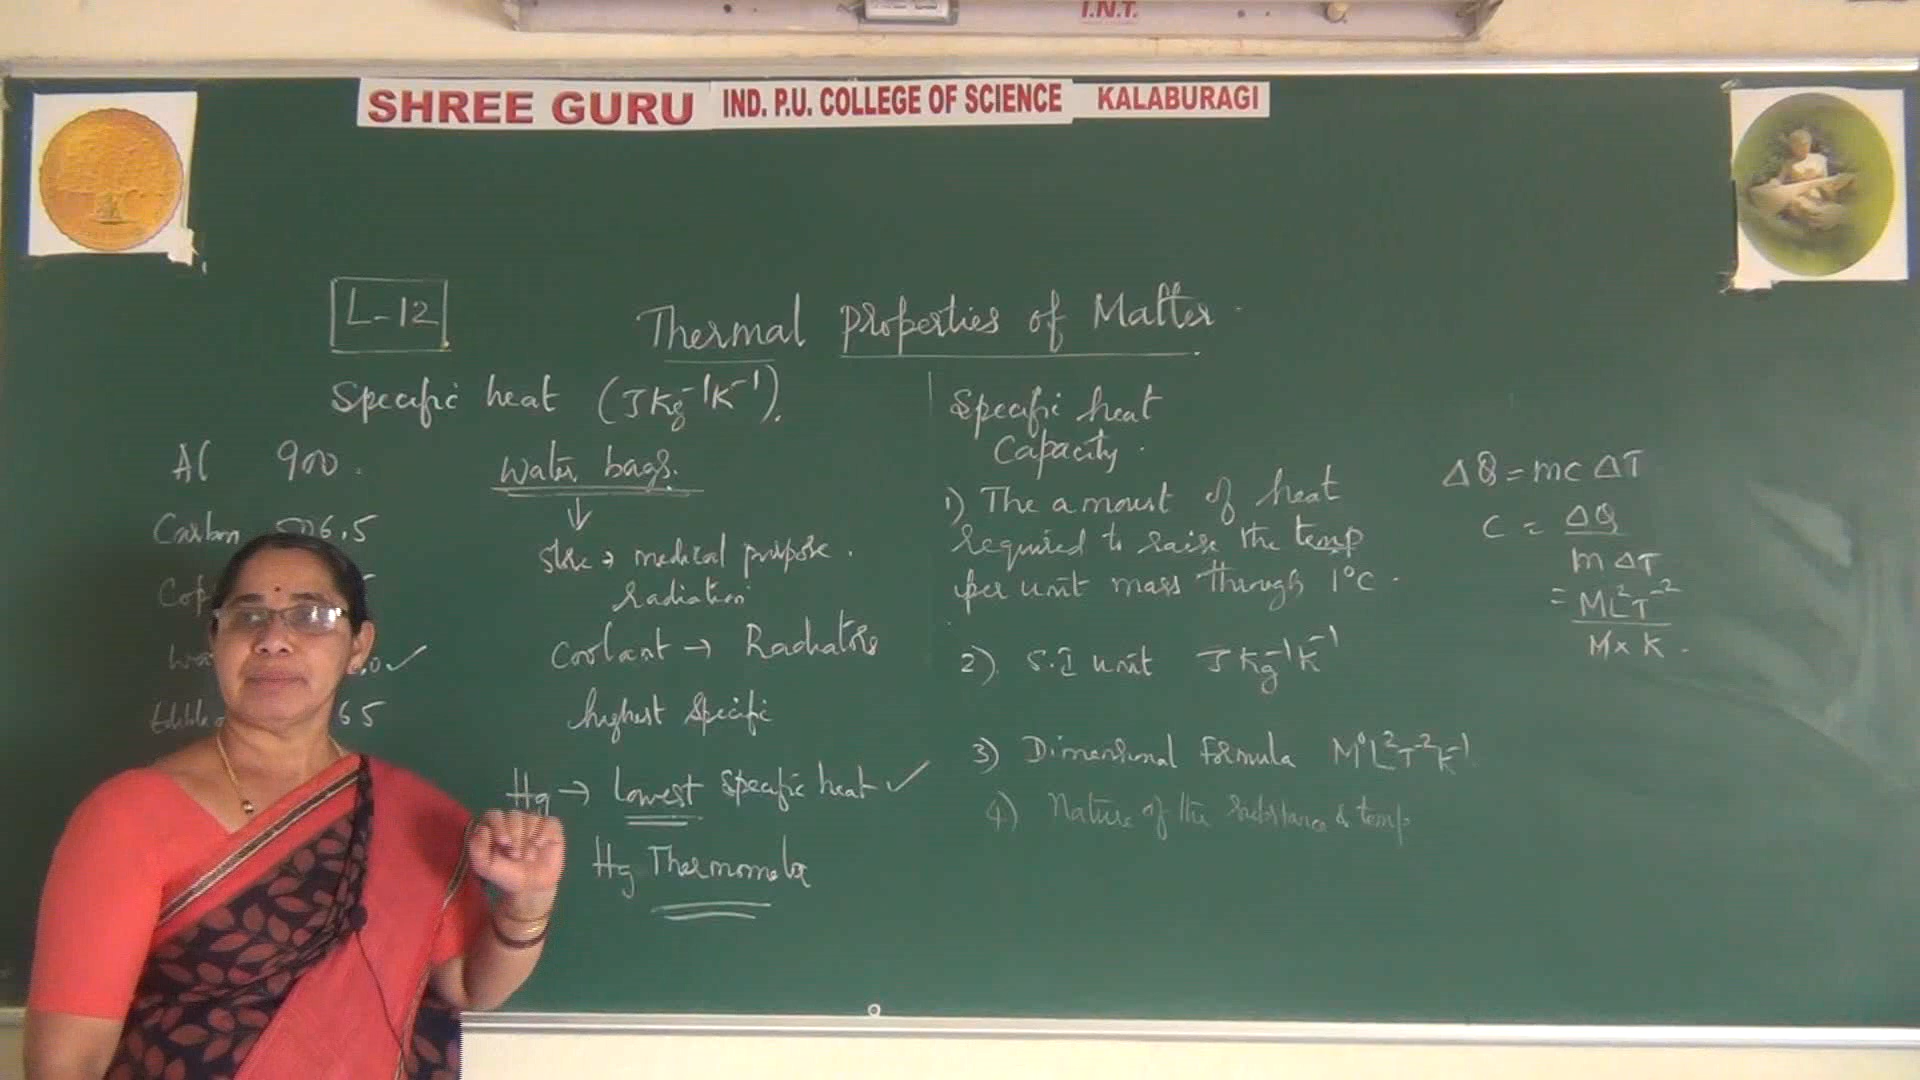 I.N.T.
SHREE GURU IND. P.U. COLLEGE OF SCIENCE KALABURAGI
L-12
Thermal properties of Matter.
Specific heat (J Kg⁻¹K⁻¹).
Al 900.
Carbon 506.5
Cop
wa .0 ✓
Edible 65
Water bags.
↓
→ medical purpose.
radiation
Coolant → Radiators
highest specific
Hg → Lowest specific heat ✓
Hg Thermometer
Specific heat
Capacity.
1) The amount of heat
required to raise the temp
per unit mass through 1°C.
2). S.I unit J Kg⁻¹K⁻¹
3) Dimensional formula M⁰L²T⁻²K⁻¹
4) Nature of the substance & temp
ΔQ = mc ΔT
C = ΔQ / m ΔT
= ML²T⁻² / M × K.